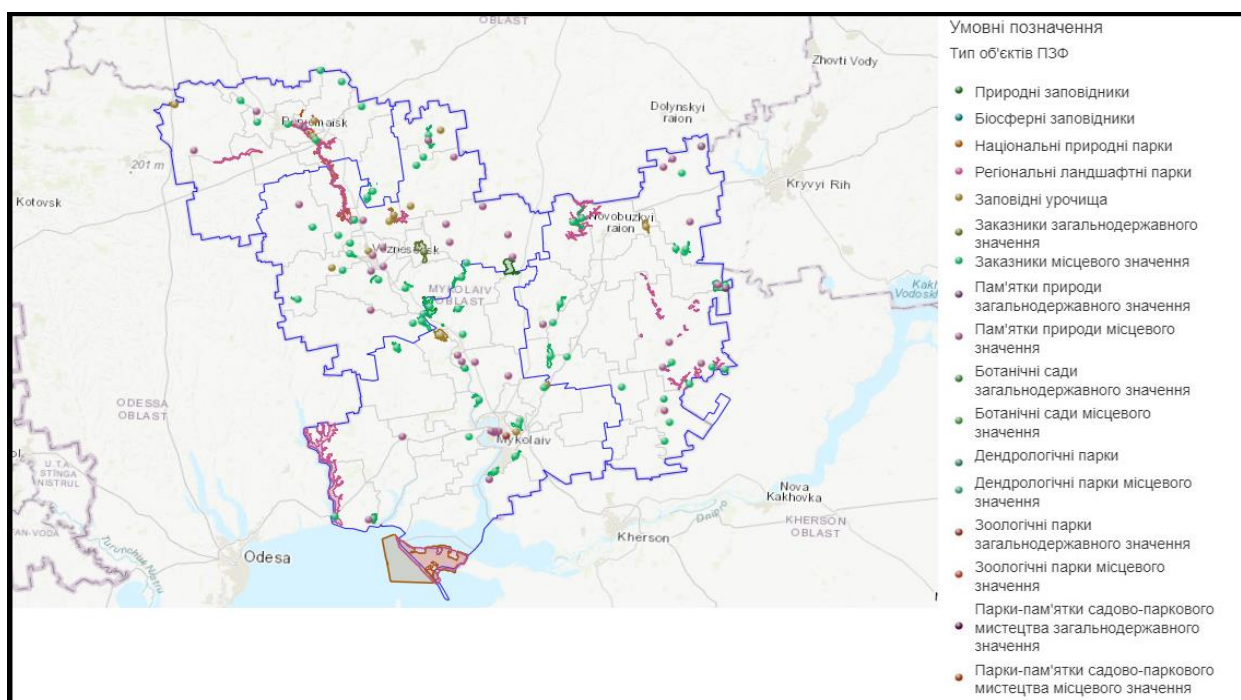 OBLAST
Умовні позначення
Тип об'єктів ПЗФ
Zhovti Vody
Dolynskyi
raion
Природні заповідники
Біосферні заповідники
Національні природні парки
Регіональні ландшафтні парки
Заповідні урочища
Заказники загальнодержавного
значення
Заказники місцевого значення
Пам'ятки природи
загальнодержавного значення
Пам'ятки природи місцевого
значення
Ботанічні сади
загальнодержавного значення
Ботанічні сади місцевого
значення
Дендрологічні парки
Дендрологічні парки місцевого
значення
Зоологічні парки
загальнодержавного значення
Зоологічні парки місцевого
значення
Парки-пам'ятки садово-паркового
мистецтва загальнодержавного
значення
Парки-пам'ятки садово-паркового
мистецтва місцевого значення
201 m
Kotovsk
Kryvyi Rih
Novobuzkyi
raion
MYKOLAIV
OBLAST
ODESSA
OBLAST
U.T.A.
STÎNGA
NISTRUL
Mykolaiv
Nova
Kakhovka
Dnipro
KHERSON
OBLAST
Kherson
Odesa